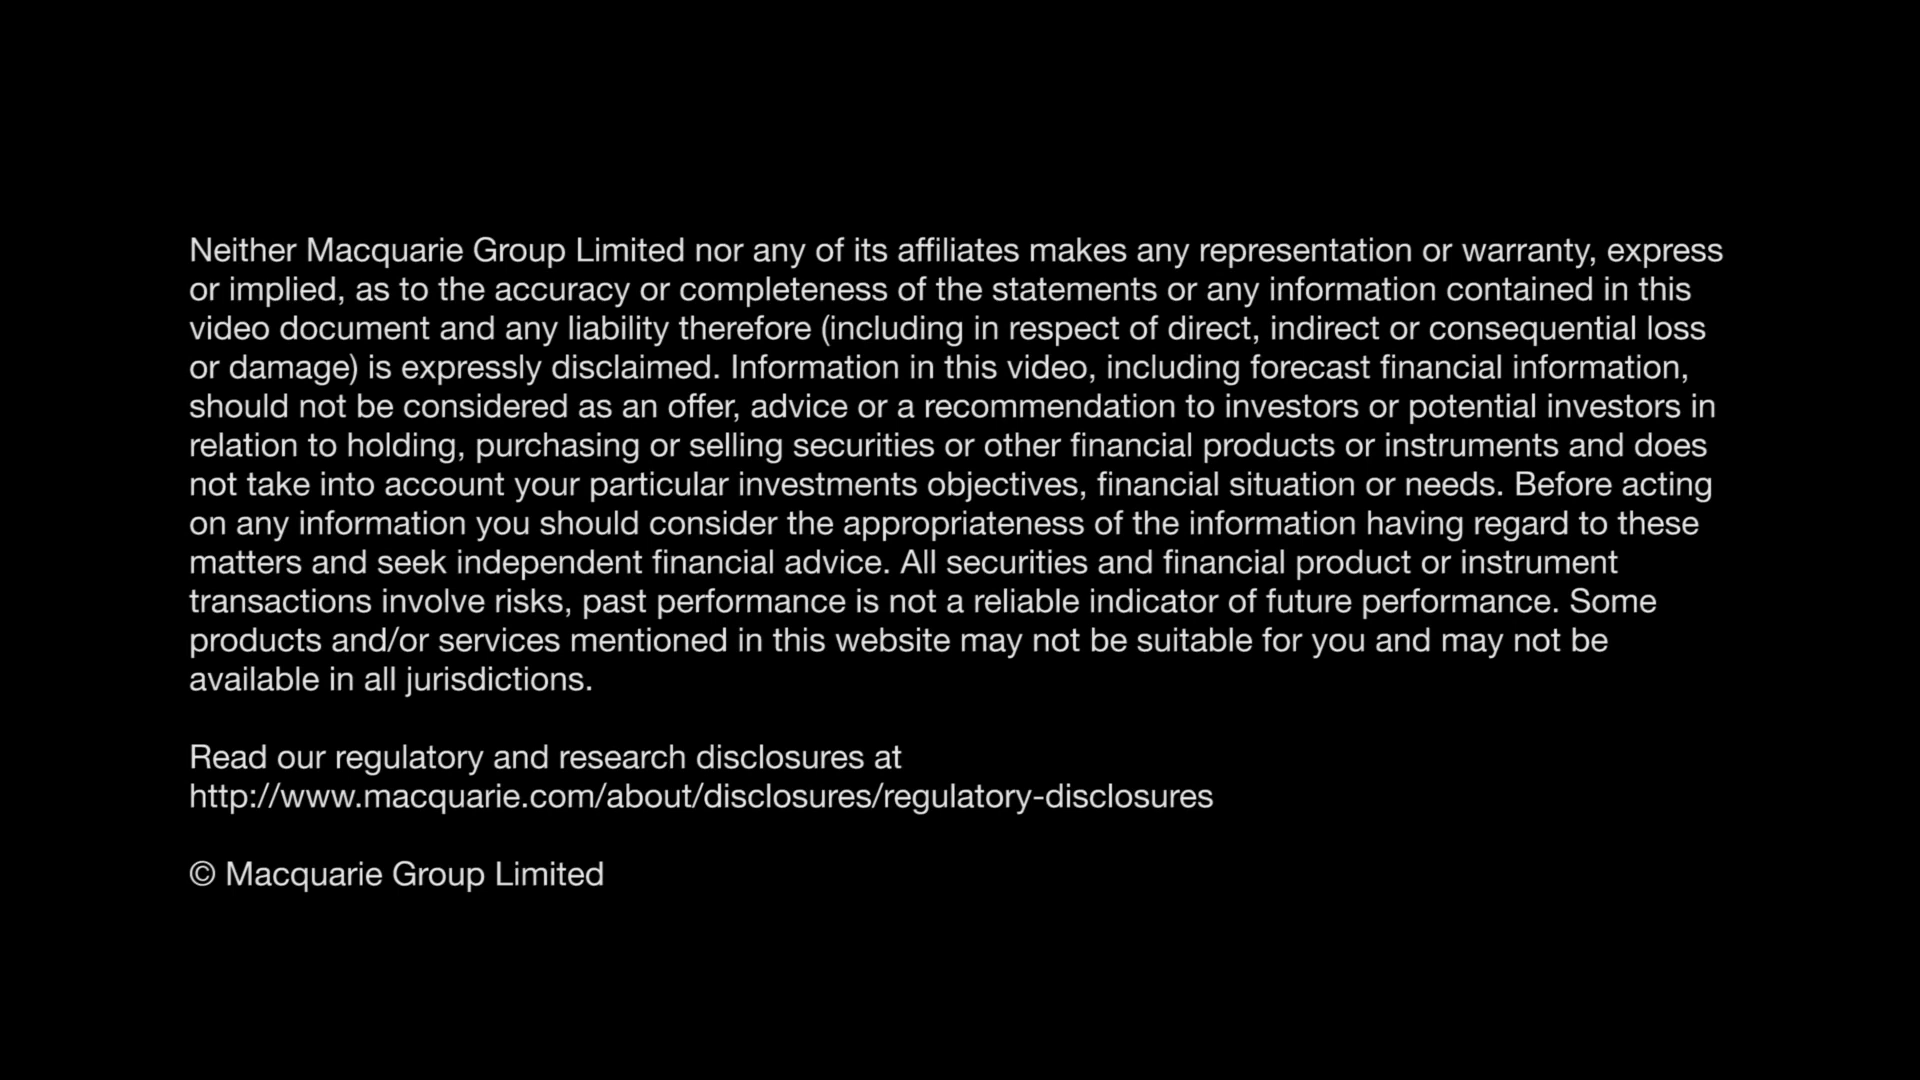 Neither Macquarie Group Limited nor any of its affiliates makes any representation or warranty, express
or implied, as to the accuracy or completeness of the statements or any information contained in this
video document and any liability therefore (including in respect of direct, indirect or consequential loss
or damage) is expressly disclaimed. Information in this video, including forecast financial information,
should not be considered as an offer, advice or a recommendation to investors or potential investors in
relation to holding, purchasing or selling securities or other financial products or instruments and does
not take into account your particular investments objectives, financial situation or needs. Before acting
on any information you should consider the appropriateness of the information having regard to these
matters and seek independent financial advice. All securities and financial product or instrument
transactions involve risks, past performance is not a reliable indicator of future performance. Some
products and/or services mentioned in this website may not be suitable for you and may not be
available in all jurisdictions.
Read our regulatory and research disclosures at
http://www.macquarie.com/about/disclosures/regulatory-disclosures
© Macquarie Group Limited